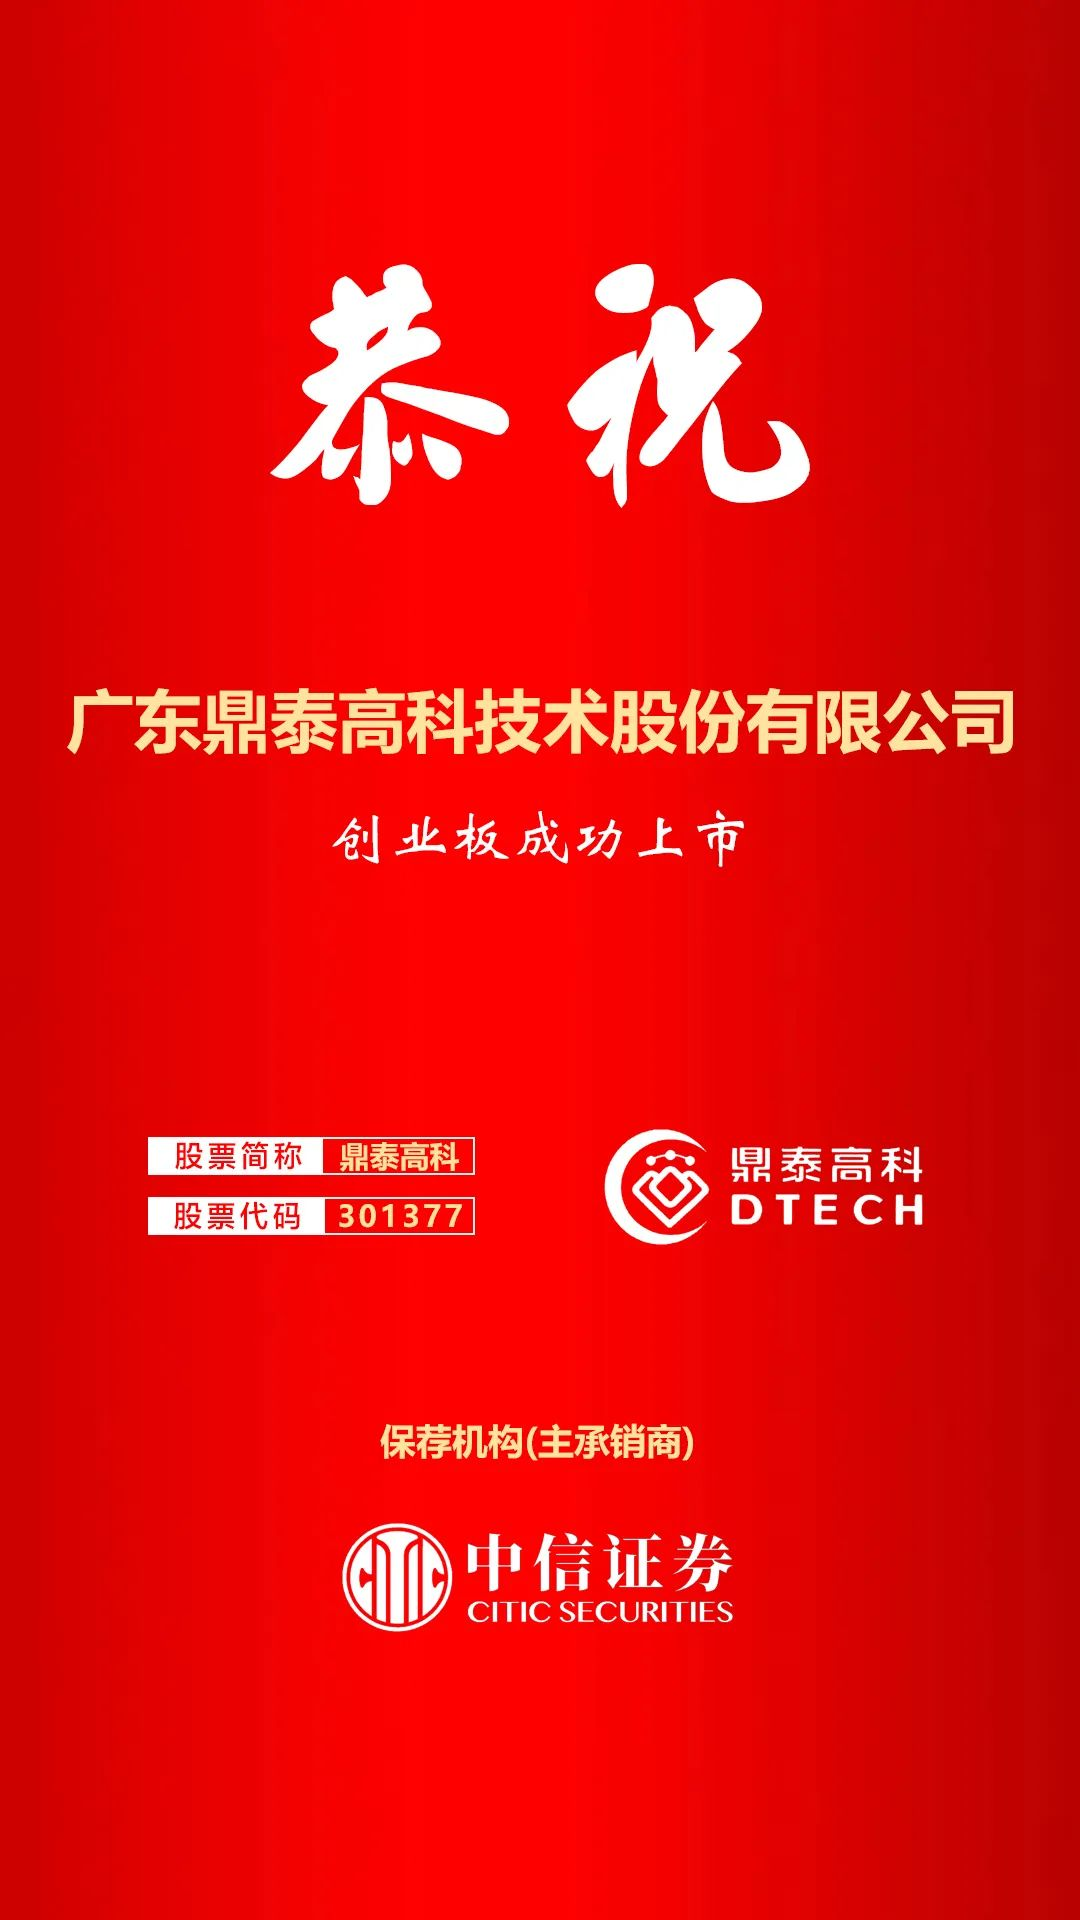 恭祝
广东鼎泰高科技术股份有限公司
创业板成功上市
股票简称 鼎泰高科
股票代码 301377
鼎泰高科
DTECH
保荐机构(主承销商)
CITIC 中信证券
CITIC SECURITIES